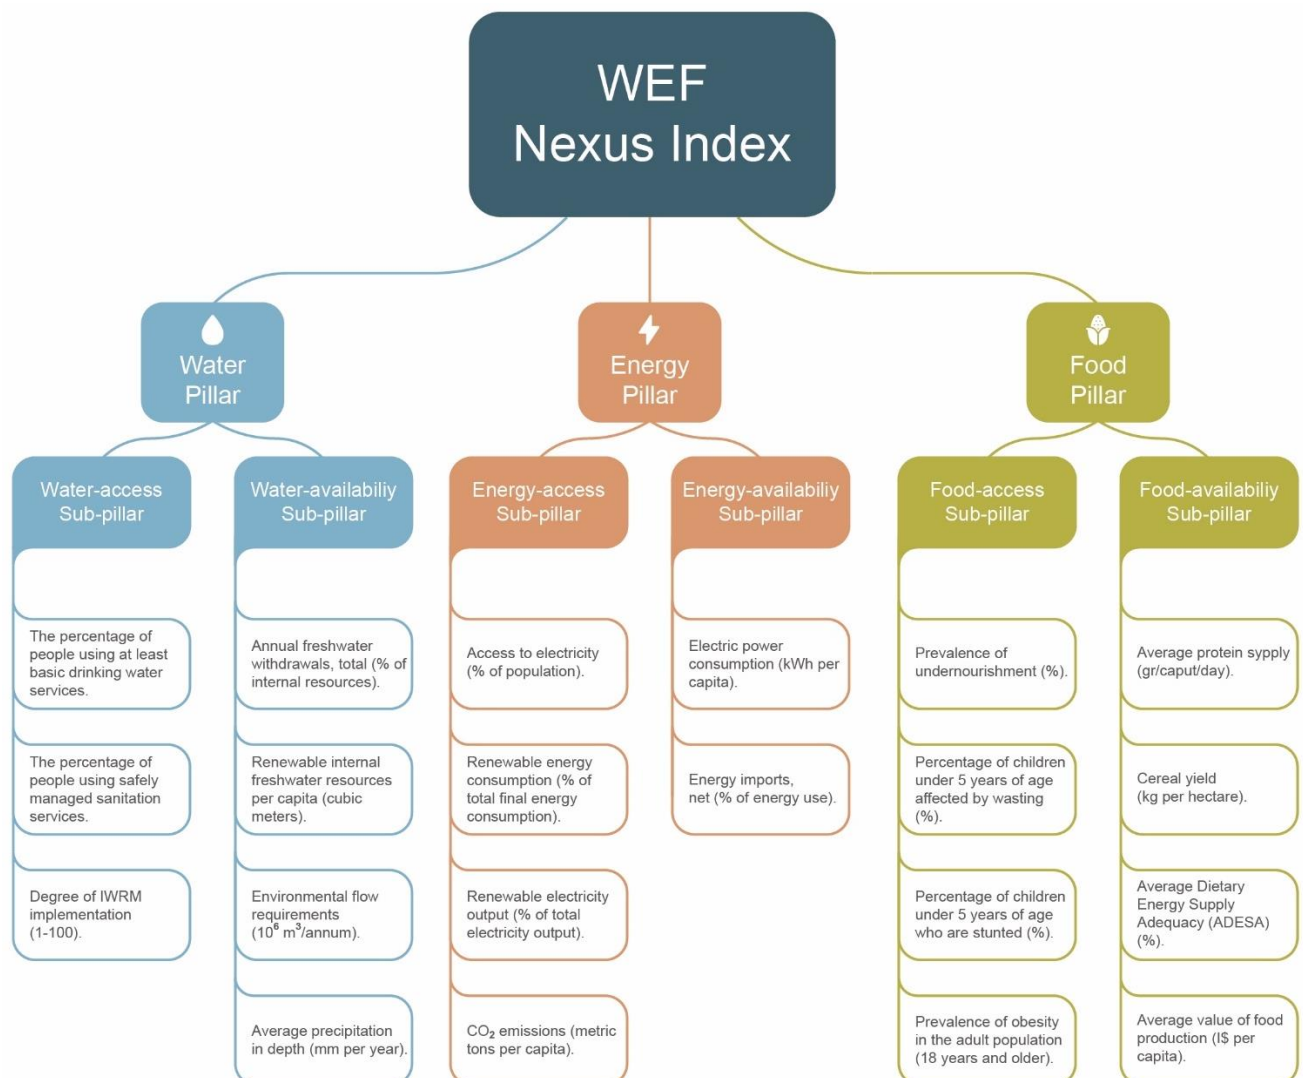 WEF
Nexus Index
Water
Pillar
Energy
Pillar
Food
Pillar
Water-access
Sub-pillar
Water-availabiliy
Sub-pillar
Energy-access
Sub-pillar
Energy-availabiliy
Sub-pillar
Food-access
Sub-pillar
Food-availabiliy
Sub-pillar
The percentage of
people using at least
basic drinking water
services.
The percentage of
people using safely
managed sanitation
services.
Degree of IWRM
implementation
(1-100).
Annual freshwater
withdrawals, total (% of
internal resources).
Renewable internal
freshwater resources
per capita (cubic
meters).
Environmental flow
requirements
(10⁶ m³/annum).
Average precipitation
in depth (mm per year).
Access to electricity
(% of population).
Renewable energy
consumption (% of
total final energy
consumption).
Renewable electricity
output (% of total
electricity output).
CO₂ emissions (metric
tons per capita).
Electric power
consumption (kWh per
capita).
Energy imports,
net (% of energy use).
Prevalence of
undernourishment (%).
Percentage of children
under 5 years of age
affected by wasting
(%).
Percentage of children
under 5 years of age
who are stunted (%).
Prevalence of obesity
in the adult population
(18 years and older).
Average protein sypply
(gr/caput/day).
Cereal yield
(kg per hectare).
Average Dietary
Energy Supply
Adequacy (ADESA)
(%).
Average value of food
production (I$ per
capita).